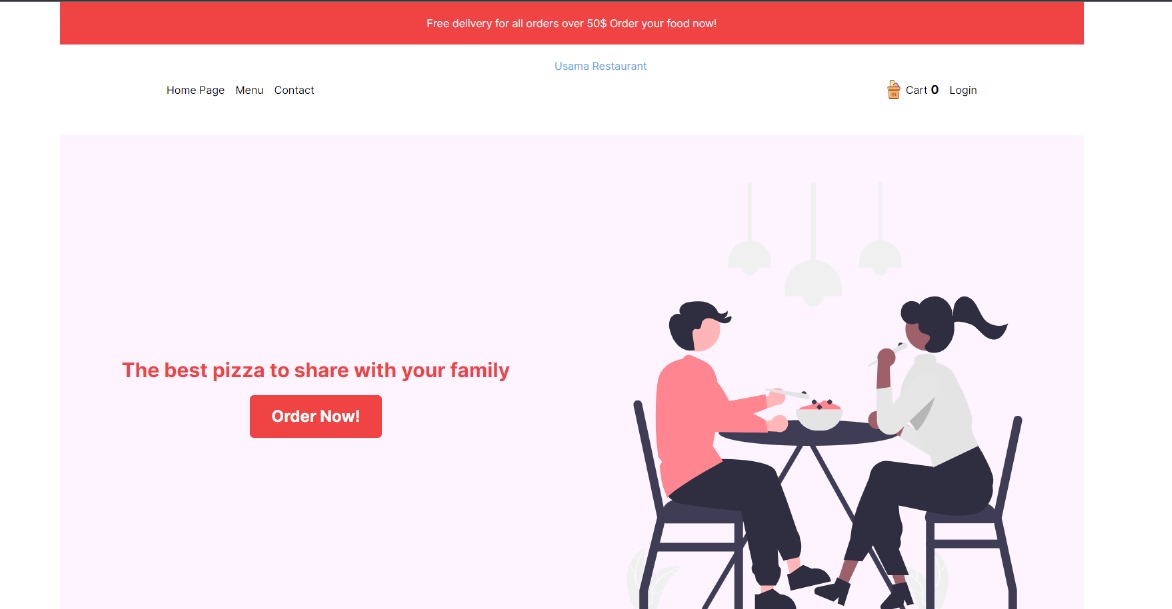 Free delivery for all orders over 50$ Order your food now!
Usama Restaurant
Home Page Menu Contact
Cart 0 Login
The best pizza to share with your family
Order Now!